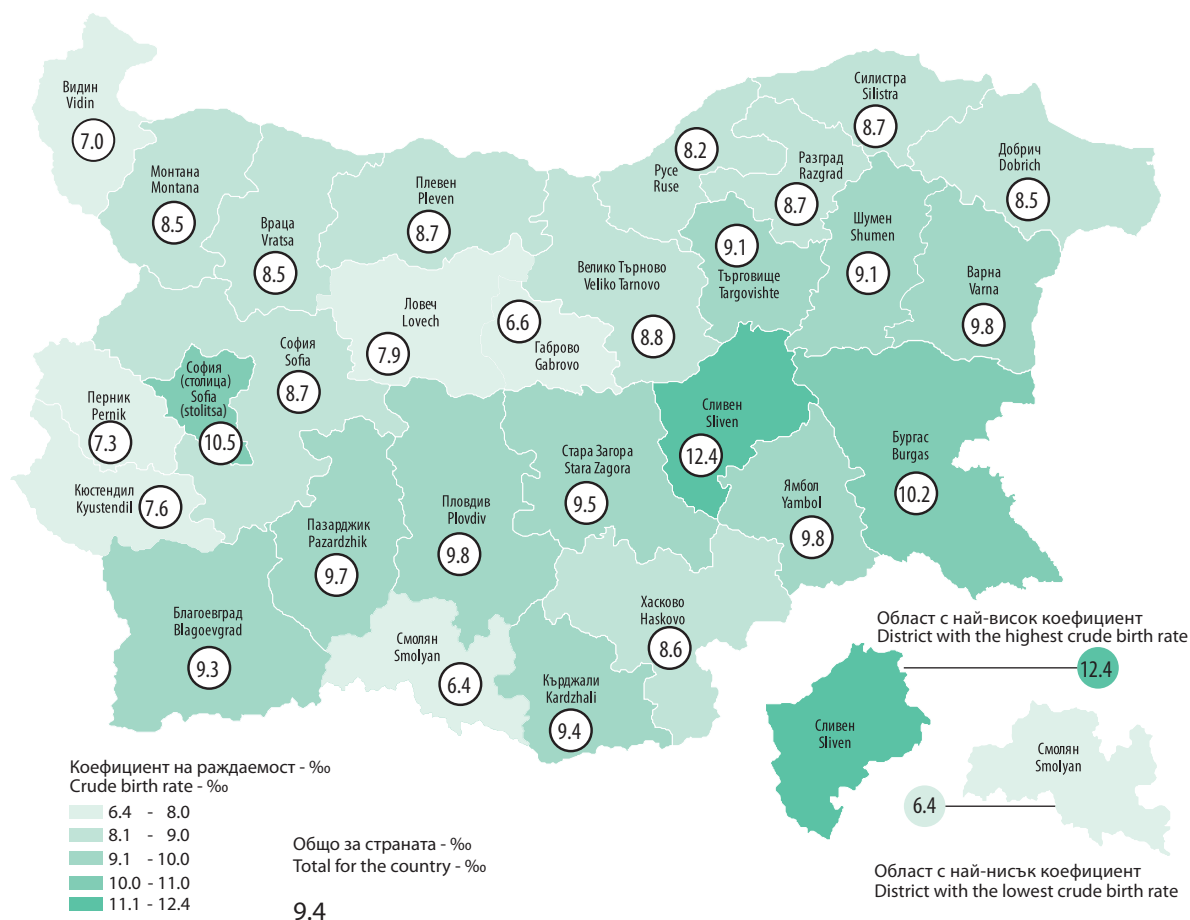 Видин
Vidin
7.0
Монтана
Montana
8.5
Враца
Vratsa
8.5
Плевен
Pleven
8.7
Ловеч
Lovech
7.9
6.6
Габрово
Gabrovo
Велико Търново
Veliko Tarnovo
8.8
Русе
Ruse
8.2
Разград
Razgrad
8.7
Силистра
Silistra
8.7
Добрич
Dobrich
8.5
9.1
Търговище
Targovishte
Шумен
Shumen
9.1
Варна
Varna
9.8
София
Sofia
8.7
София
(столица)
Sofia
(stolitsa)
10.5
Перник
Pernik
7.3
Кюстендил
Kyustendil
7.6
Благоевград
Blagoevgrad
9.3
Пазарджик
Pazardzhik
9.7
Пловдив
Plovdiv
9.8
Стара Загора
Stara Zagora
9.5
Сливен
Sliven
12.4
Ямбол
Yambol
9.8
Бургас
Burgas
10.2
Смолян
Smolyan
6.4
Кърджали
Kardzhali
9.4
Хасково
Haskovo
8.6
Област с най-висок коефициент
District with the highest crude birth rate
12.4
Сливен
Sliven
Смолян
Smolyan
6.4
Област с най-нисък коефициент
District with the lowest crude birth rate
Коефициент на раждаемост - ‰
Crude birth rate - ‰
6.4 - 8.0
8.1 - 9.0
9.1 - 10.0
10.0 - 11.0
11.1 - 12.4
Общо за страната - ‰
Total for the country - ‰
9.4